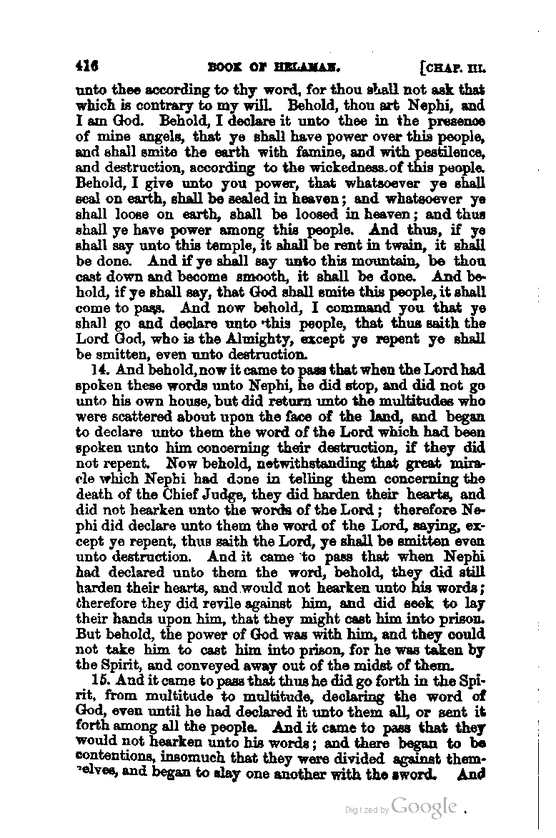 416 BOOK OF HELAMAN. [CHAP. III.
unto thee according to thy word, for thou shall not ask that
which is contrary to my will. Behold, thou art Nephi, and
I am God. Behold, I declare it unto thee in the presence
of mine angels, that ye shall have power over this people,
and shall smite the earth with famine, and with pestilence,
and destruction, according to the wickedness of this people.
Behold, I give unto you power, that whatsoever ye shall
seal on earth, shall be sealed in heaven; and whatsoever ye
shall loose on earth, shall be loosed in heaven; and thus
shall ye have power among this people. And thus, if ye
shall say unto this temple, it shall be rent in twain, it shall
be done. And if ye shall say unto this mountain, be thou
cast down and become smooth, it shall be done. And be-
hold, if ye shall say, that God shall smite this people, it shall
come to pass. And now behold, I command you that ye
shall go and declare unto this people, that thus saith the
Lord God, who is the Almighty, except ye repent ye shall
be smitten, even unto destruction.
14. And behold, now it came to pass that when the Lord had
spoken these words unto Nephi, he did stop, and did not go
unto his own house, but did return unto the multitudes who
were scattered about upon the face of the land, and began
to declare unto them the word of the Lord which had been
spoken unto him concerning their destruction, if they did
not repent. Now behold, notwithstanding that great mira-
cle which Nephi had done in telling them concerning the
death of the Chief Judge, they did harden their hearts, and
did not hearken unto the words of the Lord; therefore Ne-
phi did declare unto them the word of the Lord, saying, ex-
cept ye repent, thus saith the Lord, ye shall be smitten even
unto destruction. And it came to pass that when Nephi
had declared unto them the word, behold, they did still
harden their hearts, and would not hearken unto his words;
therefore they did revile against him, and did seek to lay
their hands upon him, that they might cast him into prison.
But behold, the power of God was with him, and they could
not take him to cast him into prison, for he was taken by
the Spirit, and conveyed away out of the midst of them.
15. And it came to pass that thus he did go forth in the Spi-
rit, from multitude to multitude, declaring the word of
God, even until he had declared it unto them all, or sent it
forth among all the people. And it came to pass that they
would not hearken unto his words; and there began to be
contentions, insomuch that they were divided against them-
selves, and began to slay one another with the sword. And
Digitized by Google